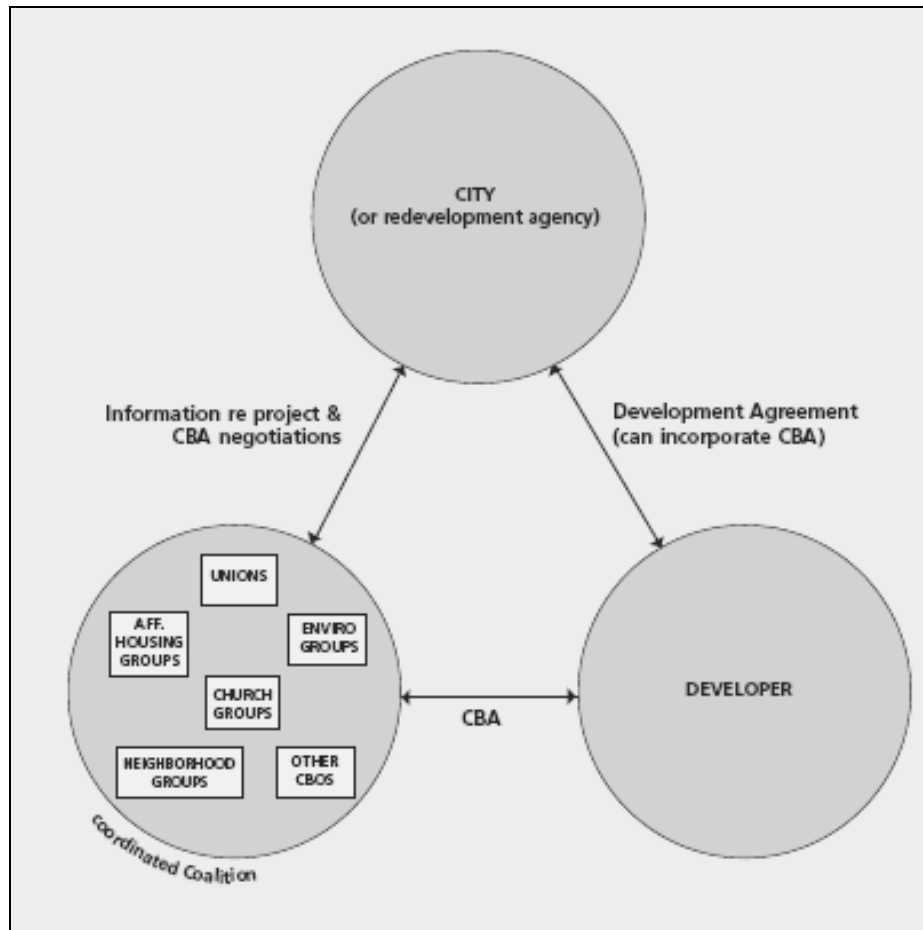 CITY
(or redevelopment agency)
Information re project &
CBA negotiations
Development Agreement
(can incorporate CBA)
UNIONS
AFF.
HOUSING
GROUPS
ENVIRO
GROUPS
CHURCH
GROUPS
NEIGHBORHOOD
GROUPS
OTHER
CBOS
coordinated Coalition
CBA
DEVELOPER